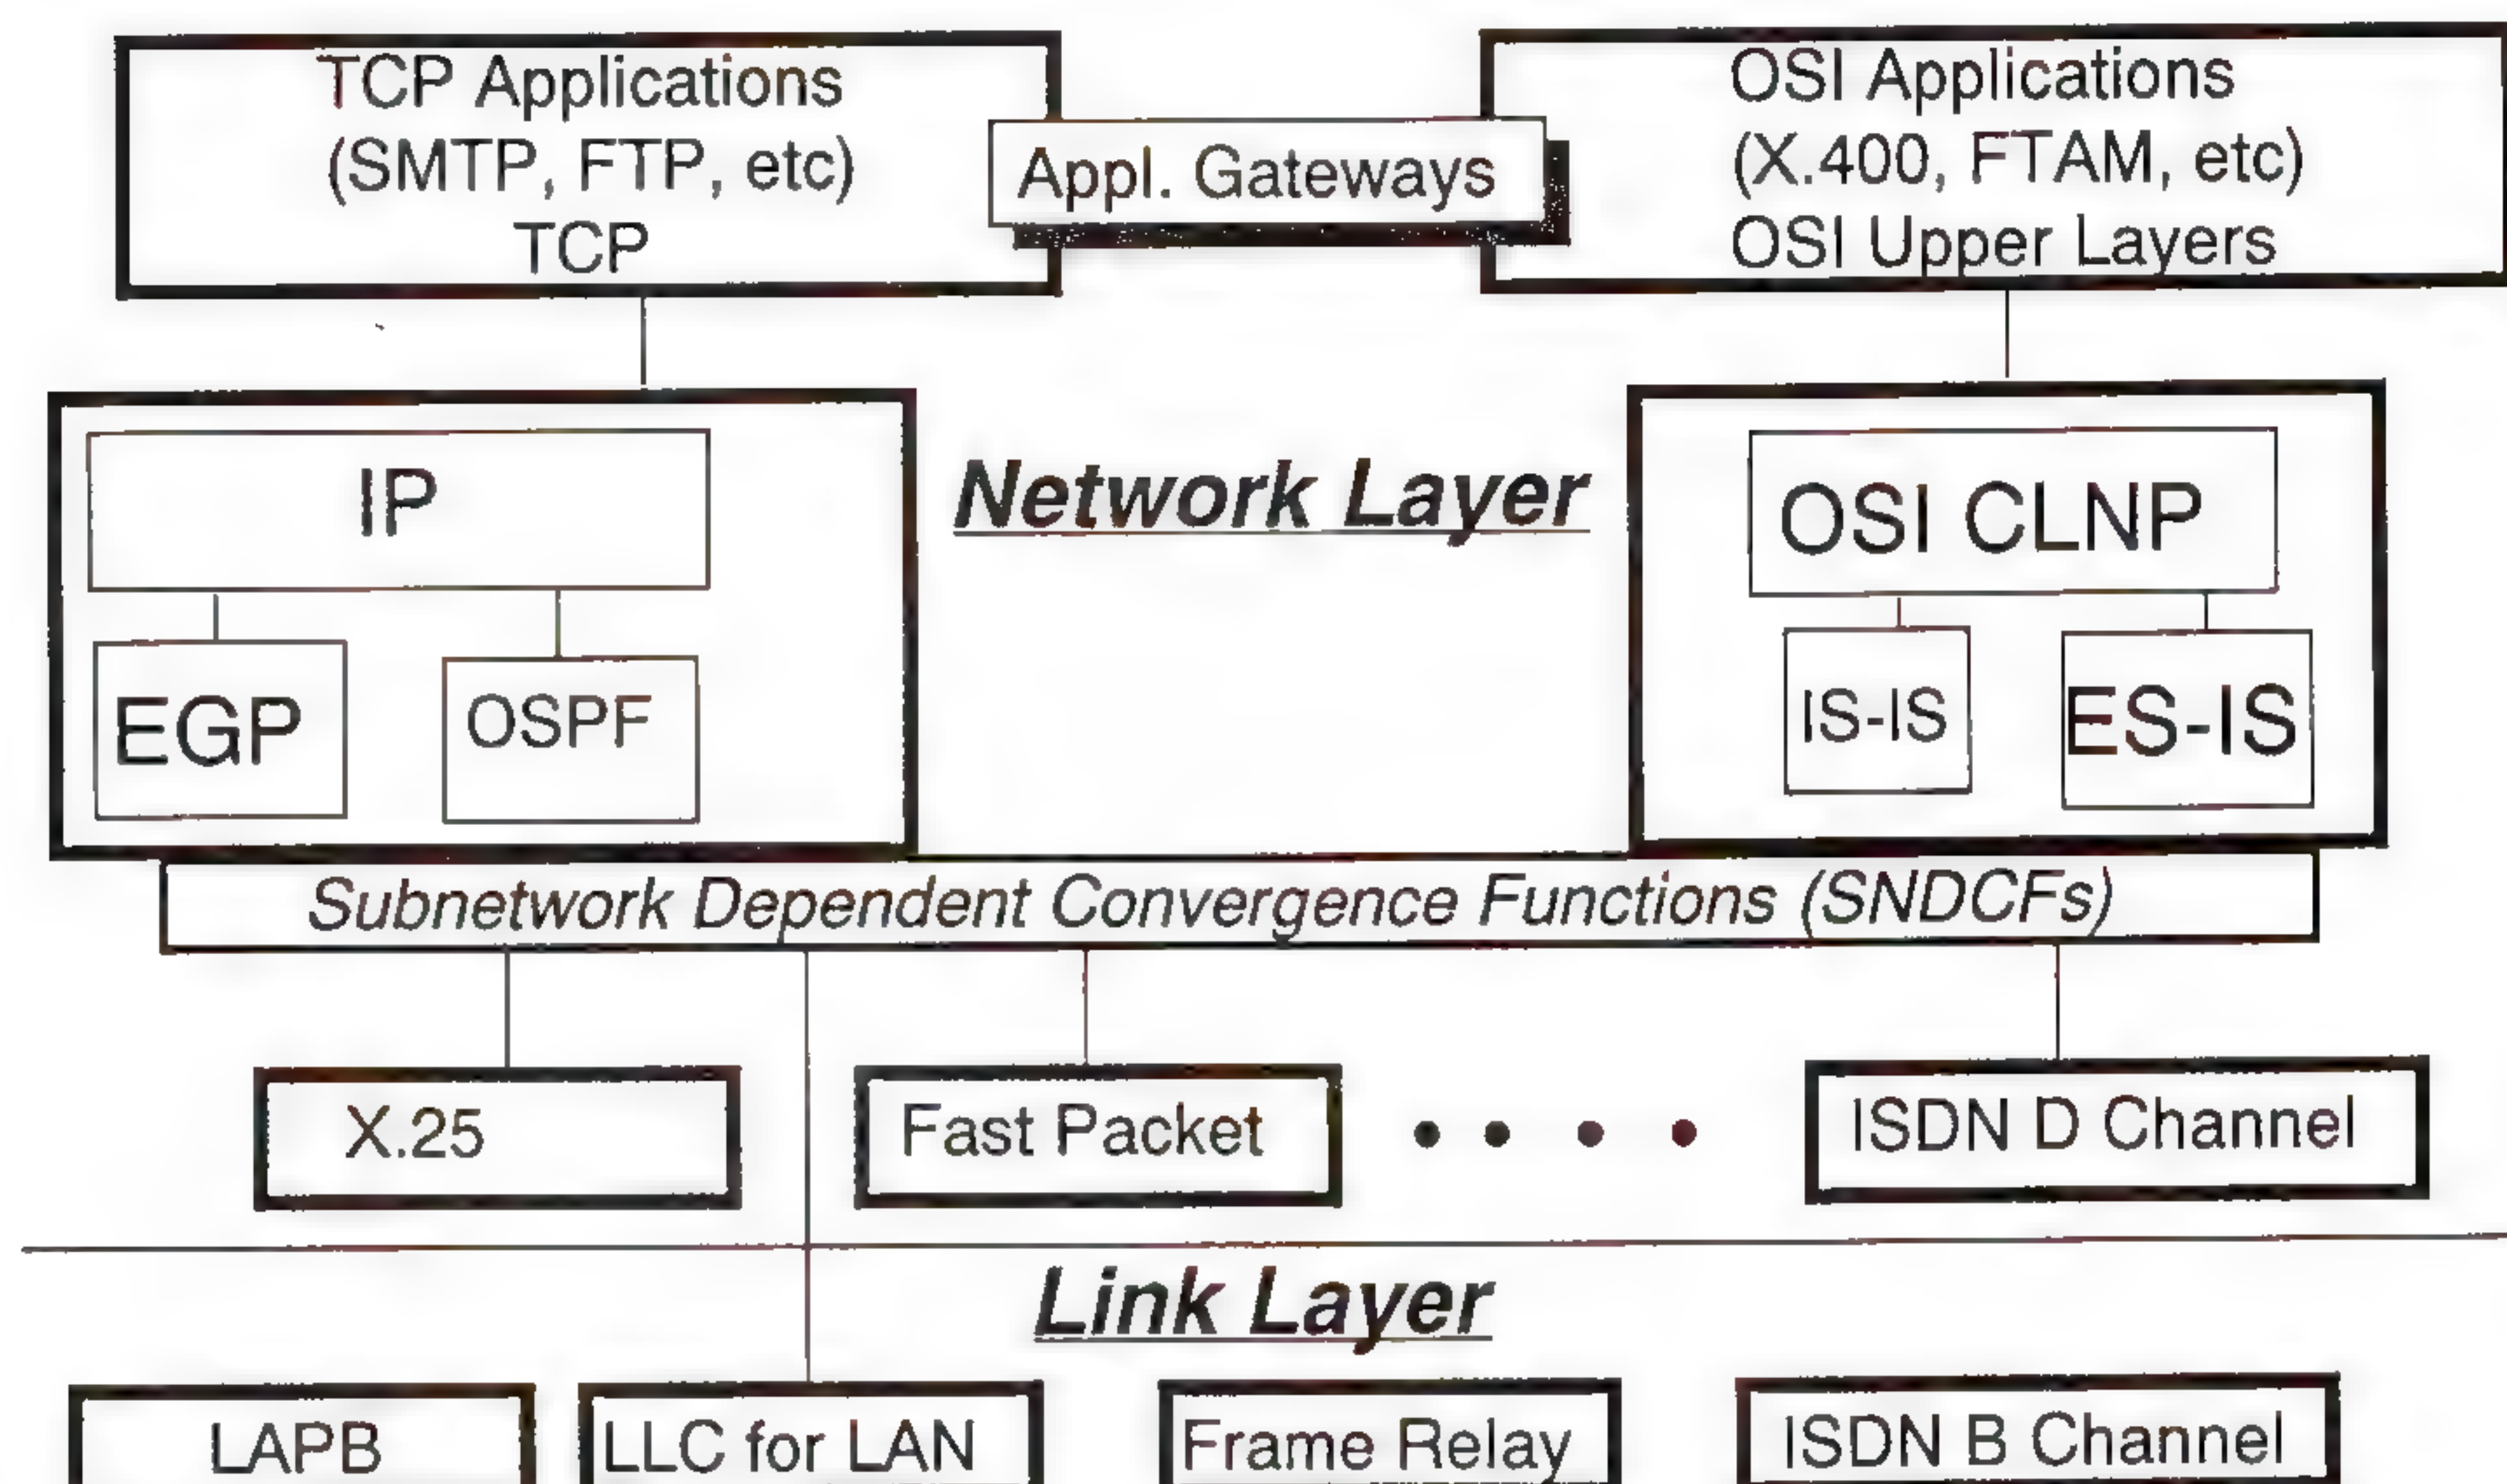 TCP Applications
(SMTP, FTP, etc)
TCP
Appl. Gateways
OSI Applications
(X.400, FTAM, etc)
OSI Upper Layers
Network Layer
IP
EGP
OSPF
OSI CLNP
IS-IS
ES-IS
Subnetwork Dependent Convergence Functions (SNDCFs)
X.25
Fast Packet
ISDN D Channel
Link Layer
LAPB
LLC for LAN
Frame Relay
ISDN B Channel